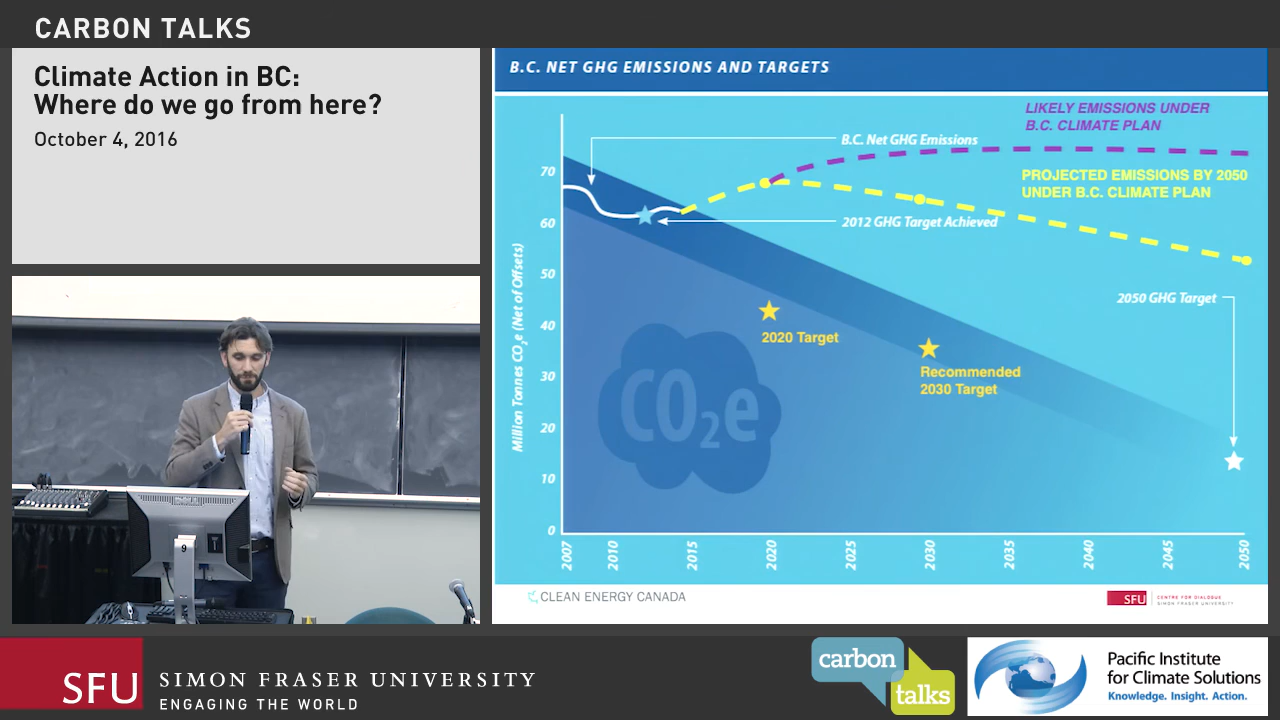 CARBON TALKS
Climate Action in BC:
Where do we go from here?
October 4, 2016
B.C. NET GHG EMISSIONS AND TARGETS
LIKELY EMISSIONS UNDER
B.C. CLIMATE PLAN
B.C. Net GHG Emissions
PROJECTED EMISSIONS BY 2050
UNDER B.C. CLIMATE PLAN
2012 GHG Target Achieved
2050 GHG Target
2020 Target
Recommended
2030 Target
CO2e
Million Tonnes CO2e (Net of Offsets)
70
60
50
40
30
20
10
0
2007 2010 2015 2020 2025 2030 2035 2040 2045 2050
CLEAN ENERGY CANADA
SFU
CENTRE FOR DIALOGUE
SIMON FRASER UNIVERSITY
9
SFU
SIMON FRASER UNIVERSITY
ENGAGING THE WORLD
carbon
talks
Pacific Institute
for Climate Solutions
Knowledge. Insight. Action.